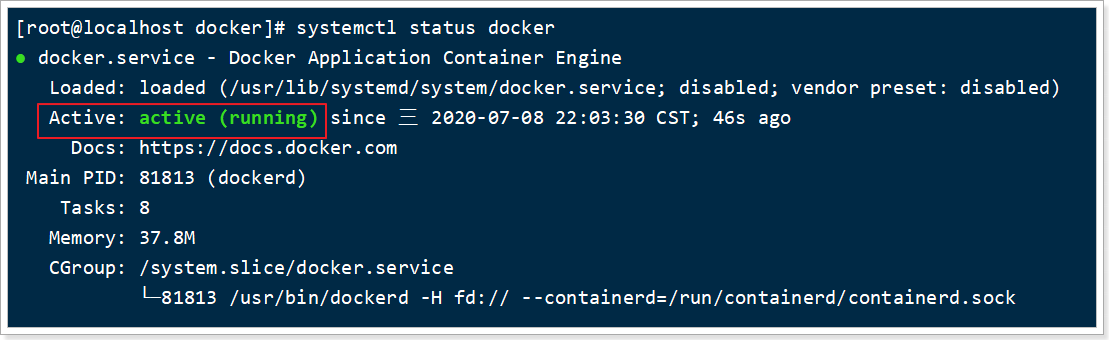 [root@localhost docker]# systemctl status docker
● docker.service - Docker Application Container Engine
   Loaded: loaded (/usr/lib/systemd/system/docker.service; disabled; vendor preset: disabled)
   Active: active (running) since 三 2020-07-08 22:03:30 CST; 46s ago
     Docs: https://docs.docker.com
 Main PID: 81813 (dockerd)
    Tasks: 8
   Memory: 37.8M
   CGroup: /system.slice/docker.service
           └─81813 /usr/bin/dockerd -H fd:// --containerd=/run/containerd/containerd.sock